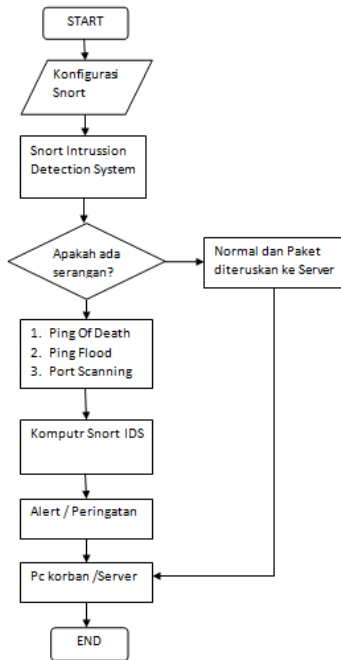 START
Konfigurasi
Snort
Snort Intrussion
Detection System
Apakah ada
serangan?
Normal dan Paket
diteruskan ke Server
1. Ping Of Death
2. Ping Flood
3. Port Scanning
Komputr Snort IDS
Alert / Peringatan
Pc korban /Server
END